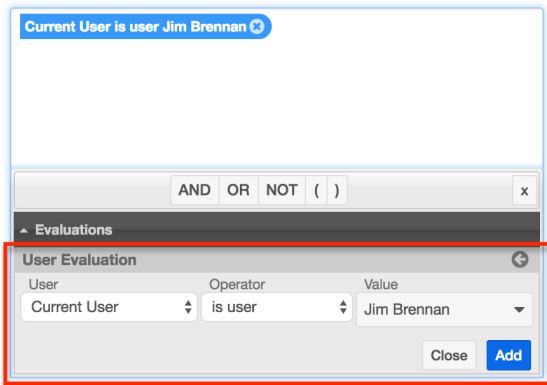 Current User is user Jim Brennan
AND OR NOT ( ) x
Evaluations
User Evaluation
User Operator Value
Current User is user Jim Brennan
Close Add